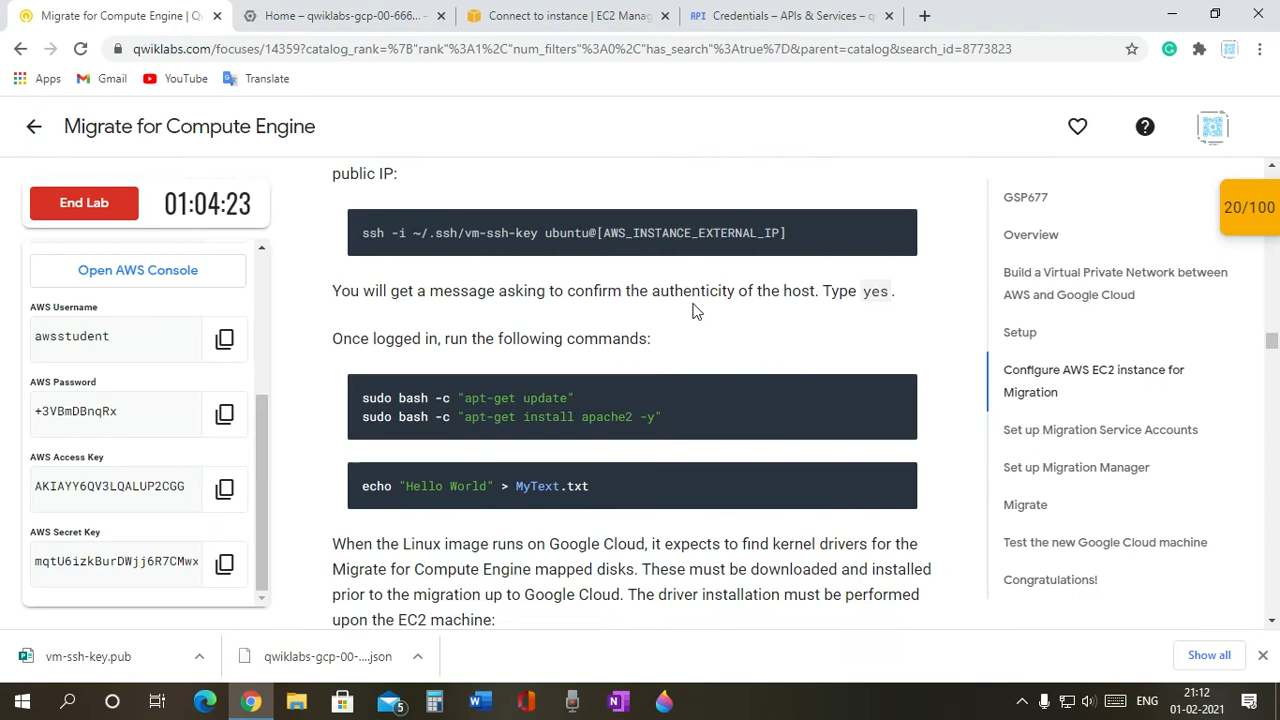 Migrate for Compute Engine | Q
Home – qwiklabs-gcp-00-666...
Connect to instance | EC2 Manag
API Credentials – APIs & Services – q
qwiklabs.com/focuses/14359?catalog_rank=%7B"rank"%3A1%2C"num_filters"%3A0%2C"has_search"%3Atrue%7D&parent=catalog&search_id=8773823
Apps
Gmail
YouTube
Translate
Migrate for Compute Engine
End Lab
01:04:23
Open AWS Console
AWS Username
awsstudent
AWS Password
+3VBmDBnqRx
AWS Access Key
AKIAYY6QV3LQALUP2CGG
AWS Secret Key
mqtU6izkBurDWjj6R7CMwx
public IP:
ssh -i ~/.ssh/vm-ssh-key ubuntu@[AWS_INSTANCE_EXTERNAL_IP]
You will get a message asking to confirm the authenticity of the host. Type yes.
Once logged in, run the following commands:
sudo bash -c "apt-get update"
sudo bash -c "apt-get install apache2 -y"
echo "Hello World" > MyText.txt
When the Linux image runs on Google Cloud, it expects to find kernel drivers for the
Migrate for Compute Engine mapped disks. These must be downloaded and installed
prior to the migration up to Google Cloud. The driver installation must be performed
upon the EC2 machine:
GSP677
Overview
Build a Virtual Private Network between
AWS and Google Cloud
Setup
Configure AWS EC2 instance for
Migration
Set up Migration Service Accounts
Set up Migration Manager
Migrate
Test the new Google Cloud machine
Congratulations!
20/100
vm-ssh-key.pub
qwiklabs-gcp-00-....json
Show all
5
ENG
21:12
01-02-2021